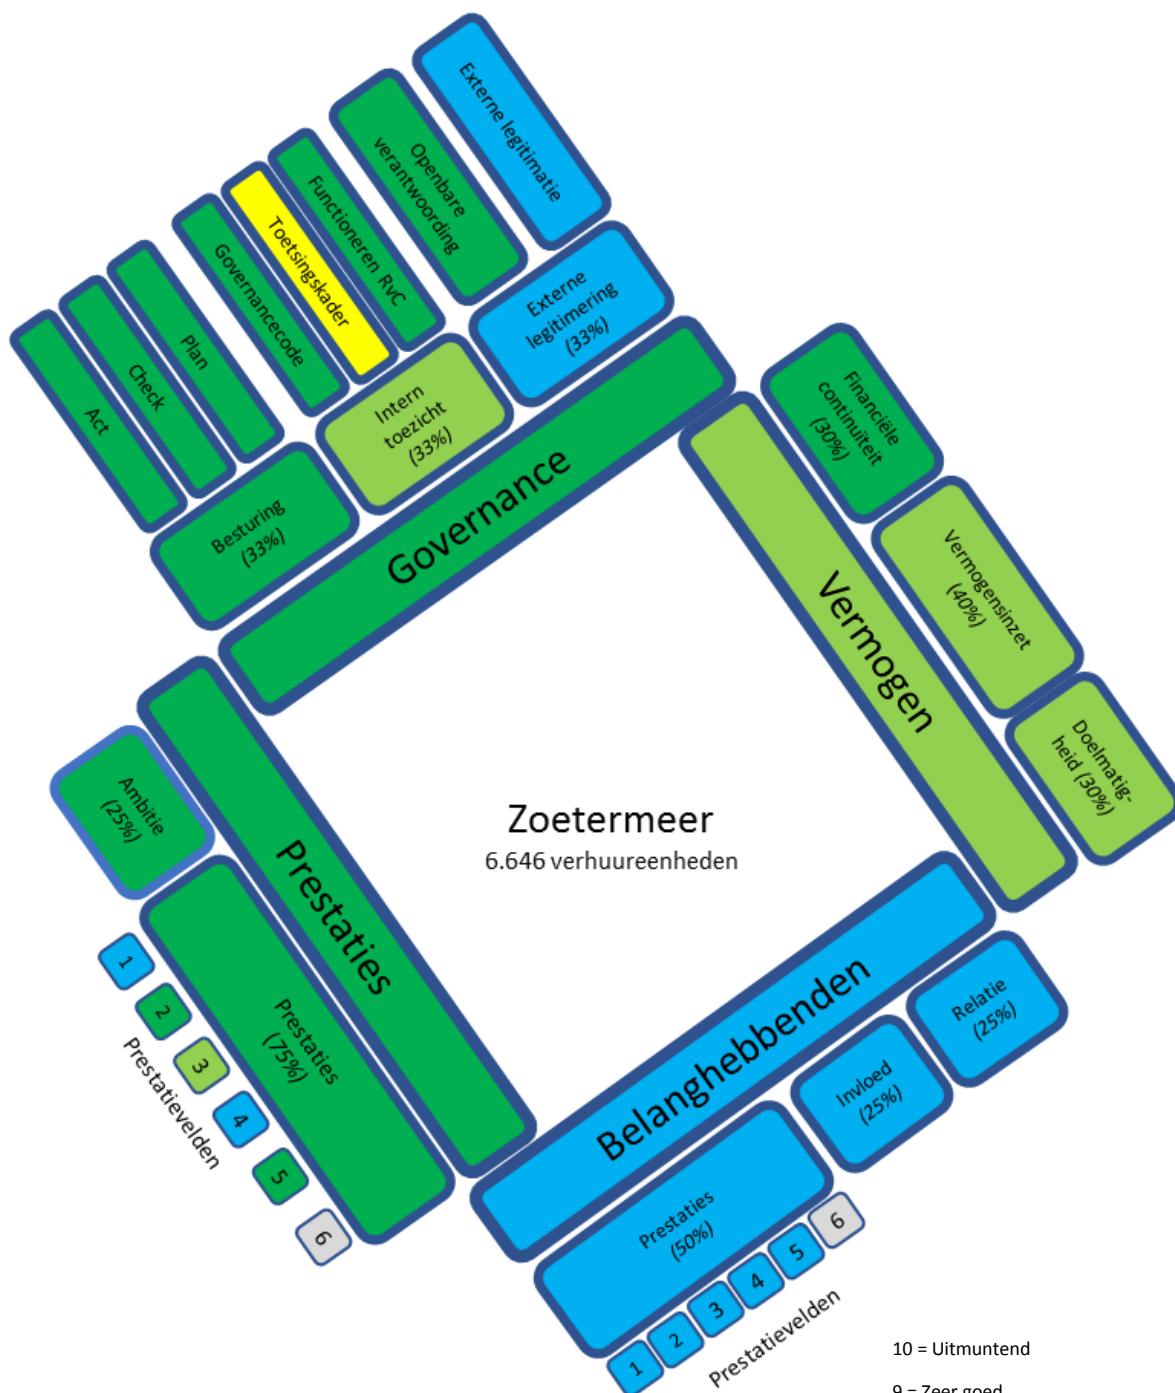 Externe legitimatie
Openbare
verantwoording
Functioneren RvC
Toetsingskader
Governancecode
Plan
Check
Act
Externe
legitimering
(33%)
Intern
toezicht
(33%)
Besturing
(33%)
Governance
Financiële
continuïteit
(30%)
Vermogensinzet
(40%)
Doelmatig-
heid (30%)
Vermogen
Zoetermeer
6.646 verhuureenheden
Ambitie
(25%)
Prestaties
Prestaties
(75%)
1
2
3
4
5
6
Prestatievelden
Belanghebbenden
Relatie
(25%)
Invloed
(25%)
Prestaties
(50%)
1
2
3
4
5
6
Prestatievelden
10 = Uitmuntend
9 = Zeer goed